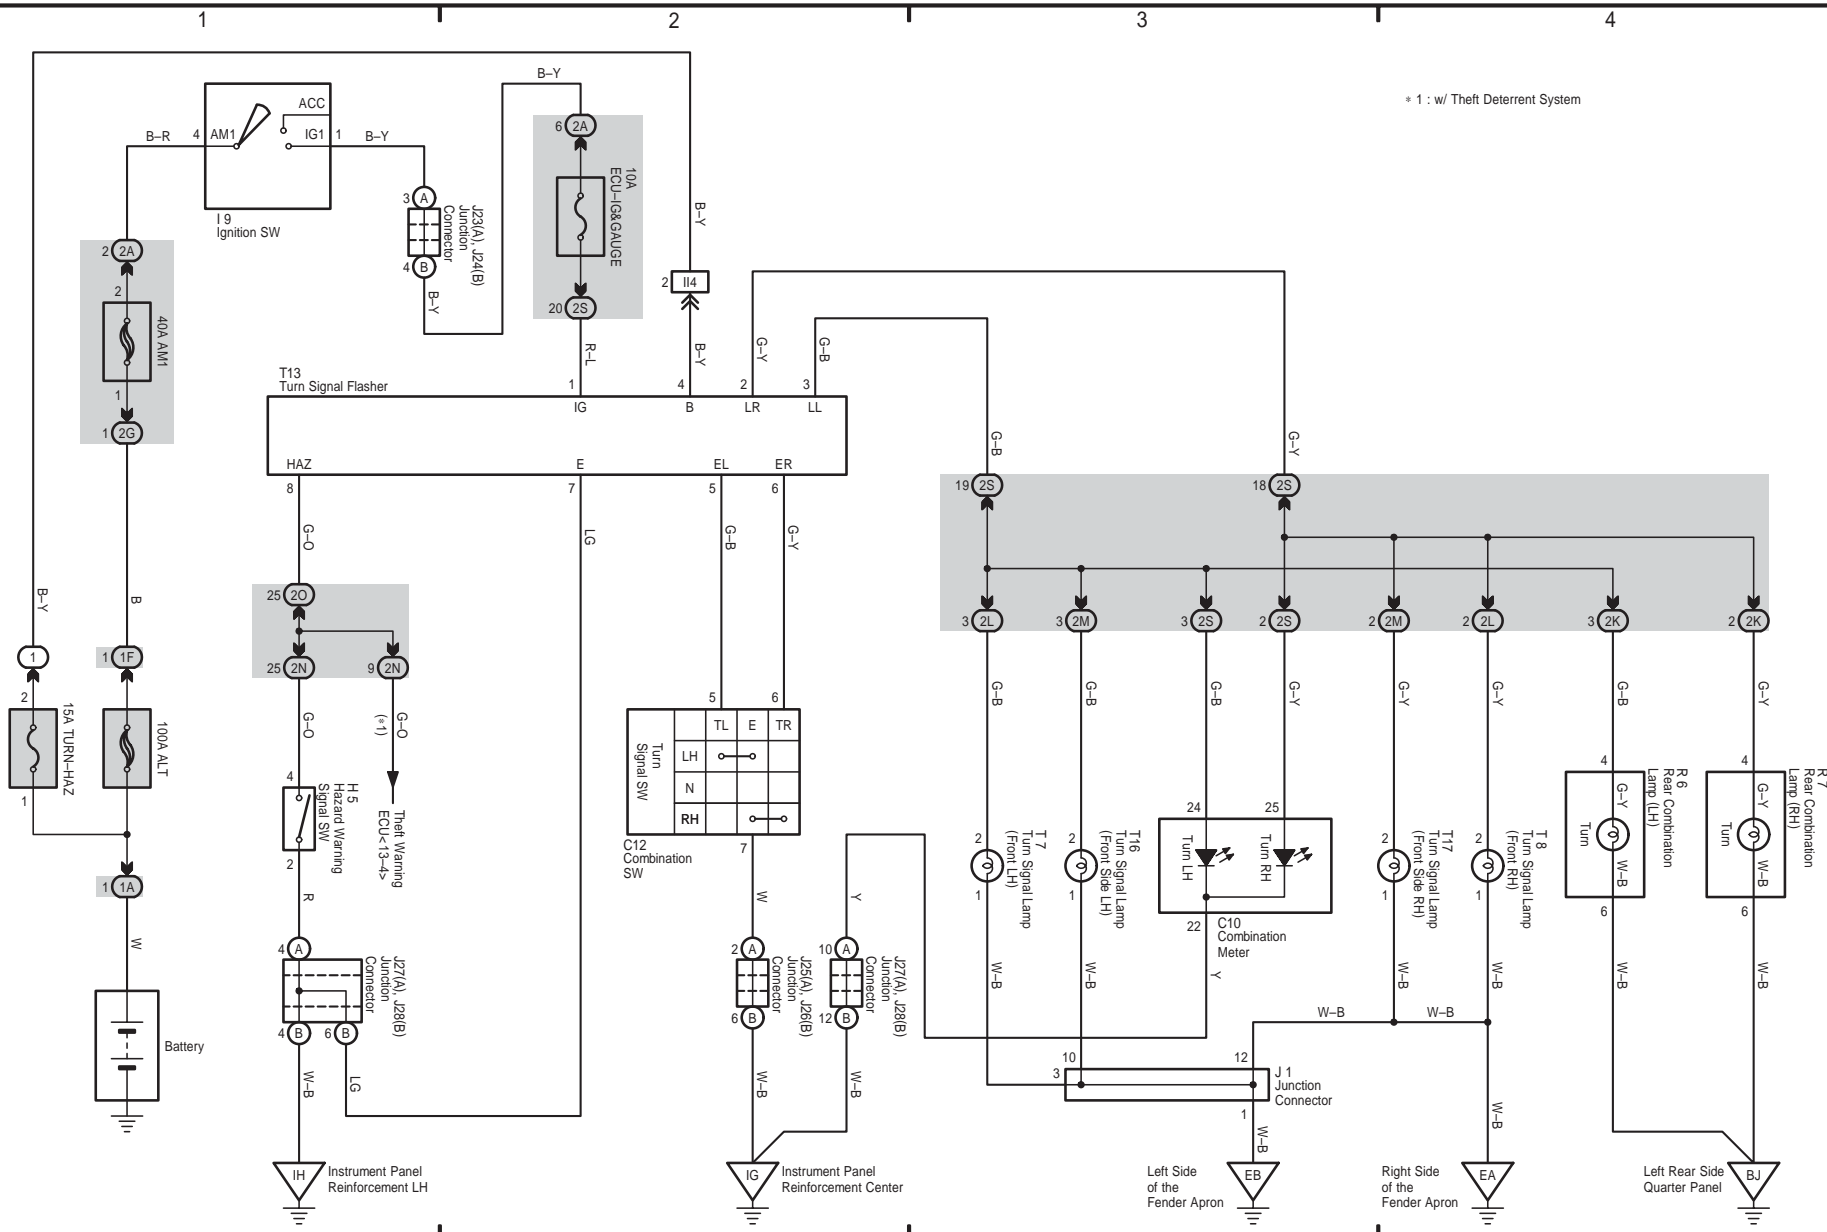 1
2
3
4
B–Y
∗ 1 : w/ Theft Deterrent System
ACC
B–R
4
AM1
IG1
1
B–Y
I 9
Ignition SW
6
2A
10A
ECU–IG&GAUGE
20
2S
3
A
J23(A), J24(B)
Junction
Connector
4
B
B–Y
B–Y
2
II4
B–Y
R–L
G–Y
G–B
2
2A
2
40A AM1
1
1
2G
T13
Turn Signal Flasher
1
4
2
3
IG
B
LR
LL
HAZ
E
EL
ER
8
7
5
6
G–O
LG
G–B
G–Y
G–B
G–Y
19
2S
18
2S
B–Y
B
25
2O
25
2N
9
2N
3
2L
3
2M
3
2S
2
2S
2
2M
2
2L
3
2K
2
2K
1
1
1F
2
15A TURN–HAZ
1
100A ALT
1
1A
W
Battery
G–O
G–O
(∗1)
Theft Warning
ECU<13–4>
4
H 5
Hazard Warning
Signal SW
2
R
4
A
J27(A), J28(B)
Junction
Connector
4
B
6
B
W–B
LG
5
6
Turn
Signal SW
TL
E
TR
LH
N
RH
C12
Combination
SW
7
W
Y
2
A
J25(A), J26(B)
Junction
Connector
6
B
10
A
J27(A), J28(B)
Junction
Connector
12
B
W–B
W–B
G–B
G–B
G–B
G–Y
G–Y
G–Y
G–B
G–Y
2
T 7
Turn Signal Lamp
(Front LH)
1
2
T16
Turn Signal Lamp
(Front Side LH)
1
24
25
Turn LH
Turn RH
22
C10
Combination
Meter
Y
2
T17
Turn Signal Lamp
(Front Side RH)
1
2
T 8
Turn Signal Lamp
(Front RH)
1
4
G–Y
Turn
W–B
6
R 6
Rear Combination
Lamp (LH)
4
G–Y
Turn
W–B
6
R 7
Rear Combination
Lamp (RH)
W–B
W–B
W–B
W–B
W–B
W–B
W–B
W–B
3
10
12
J 1
Junction
Connector
1
W–B
W–B
IH
Instrument Panel
Reinforcement LH
IG
Instrument Panel
Reinforcement Center
Left Side
of the
Fender Apron
EB
Right Side
of the
Fender Apron
EA
Left Rear Side
Quarter Panel
BJ